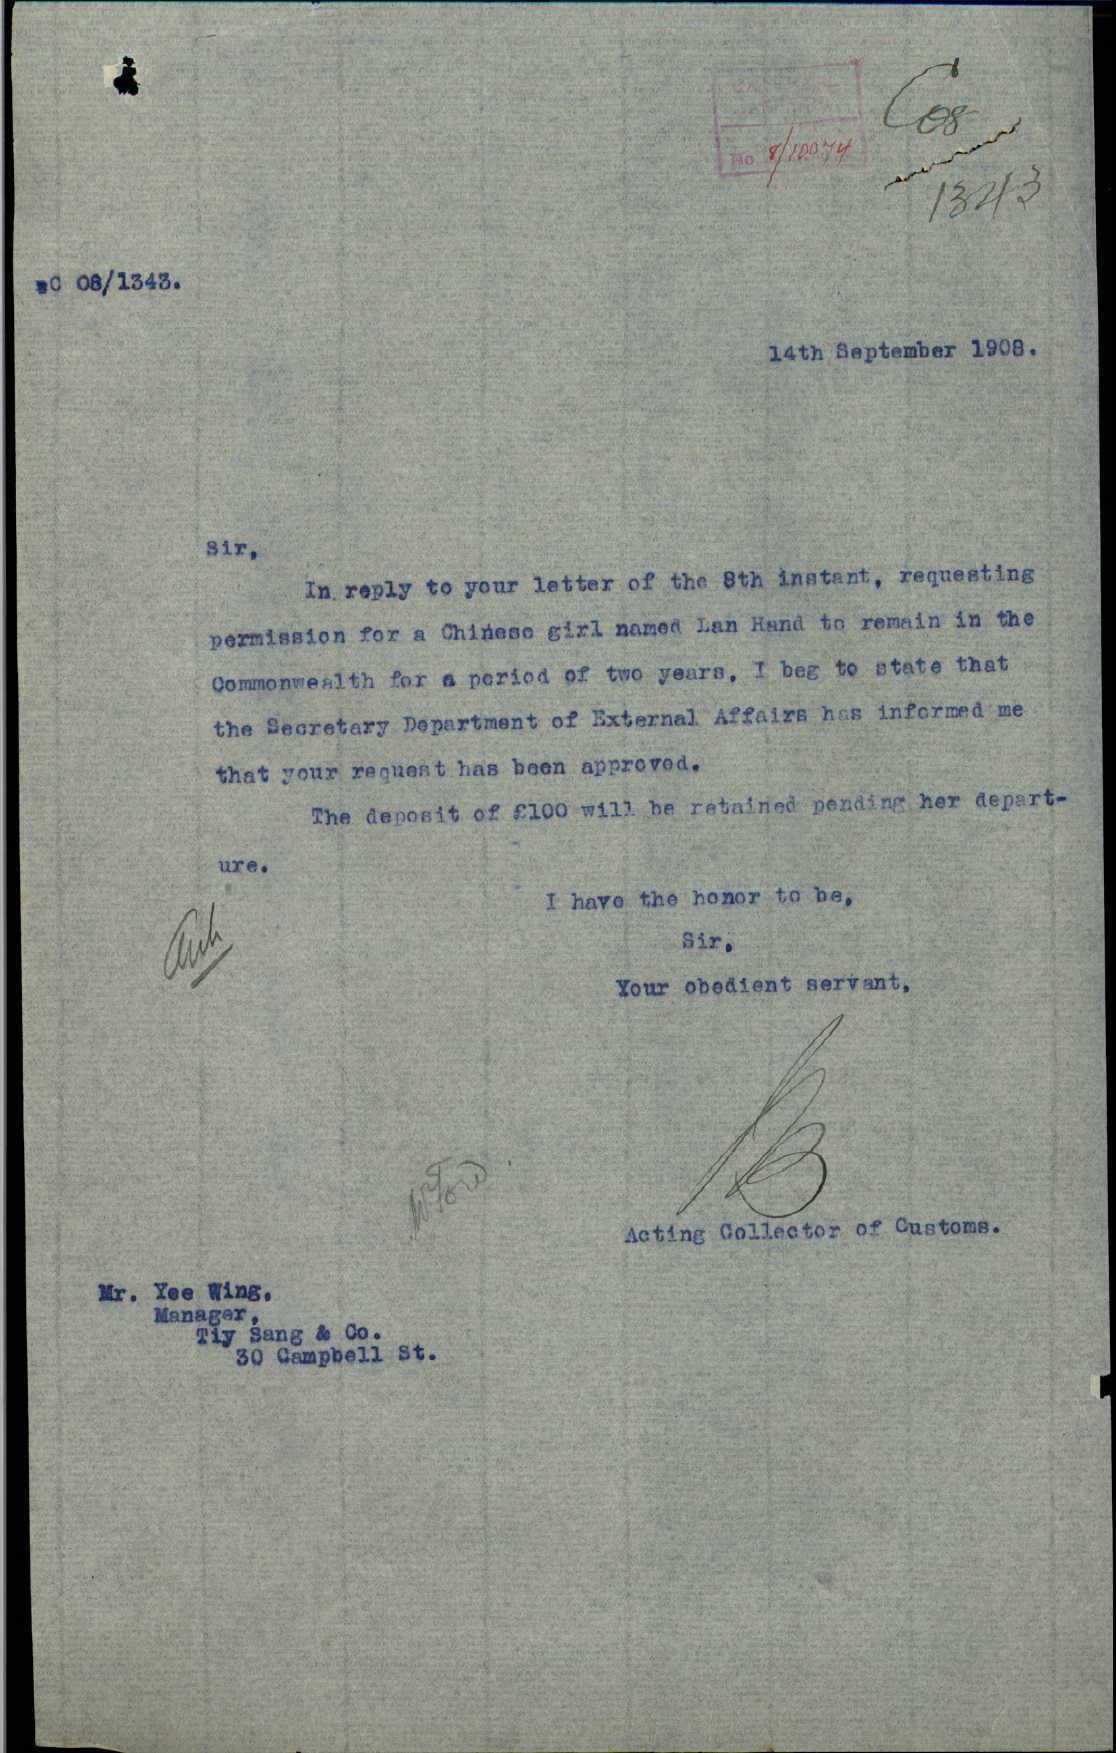 No 8/10074
C 08
1343
C 08/1343.
14th September 1908.
Sir,
In reply to your letter of the 8th instant, requesting
permission for a Chinese girl named Lan Hand to remain in the
Commonwealth for a period of two years, I beg to state that
the Secretary Department of External Affairs has informed me
that your request has been approved.
The deposit of £100 will be retained pending her depart-
ure.
I have the honor to be,
Sir,
Your obedient servant,
Acting Collector of Customs.
Mr. Yee Wing,
Manager,
Tiy Sang & Co.
30 Campbell St.